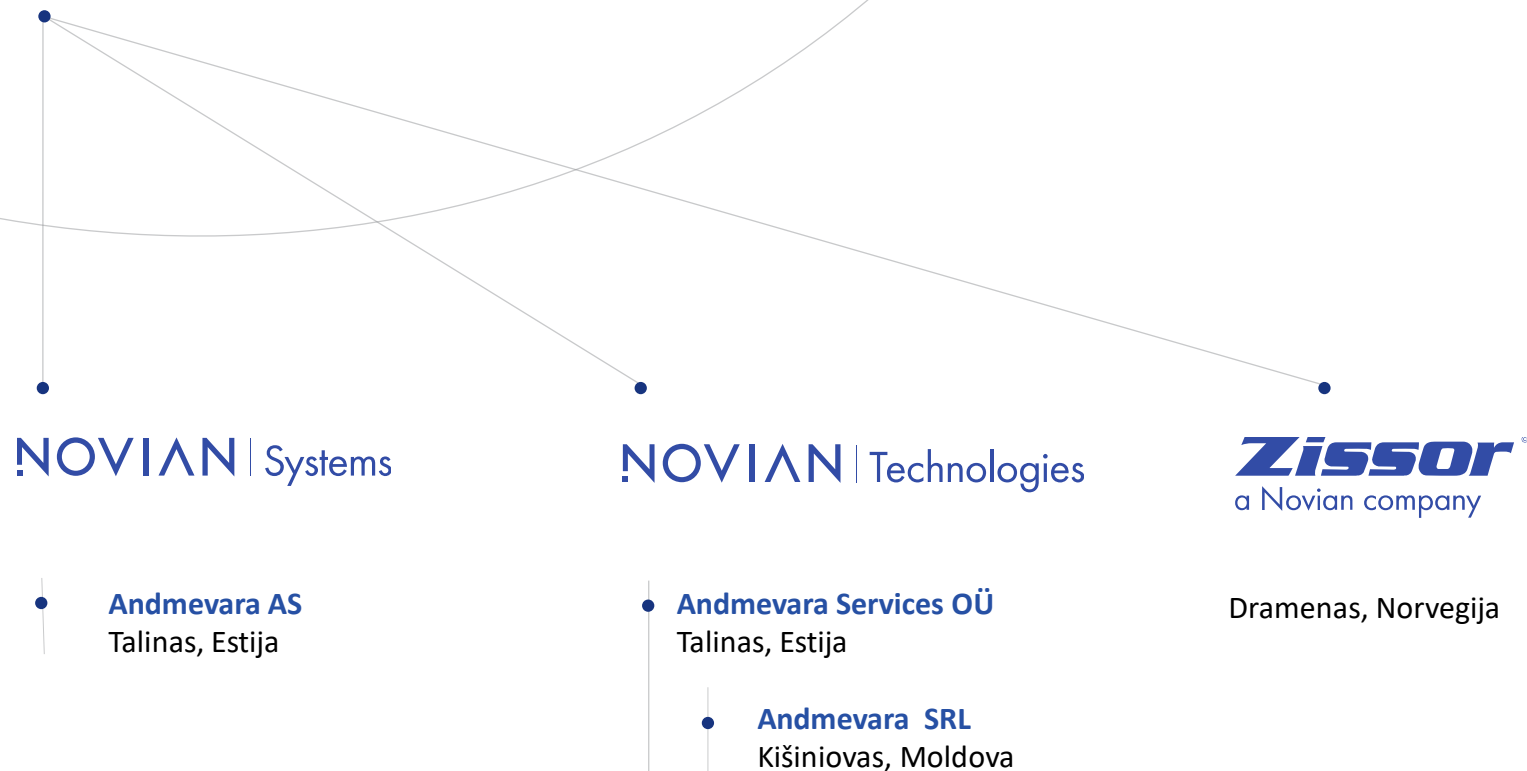 NOVIAN | Systems
Andmevara AS
Talinas, Estija
NOVIAN | Technologies
Andmevara Services OÜ
Talinas, Estija
Andmevara SRL
Kišiniovas, Moldova
Zissor
a Novian company
Dramenas, Norvegija